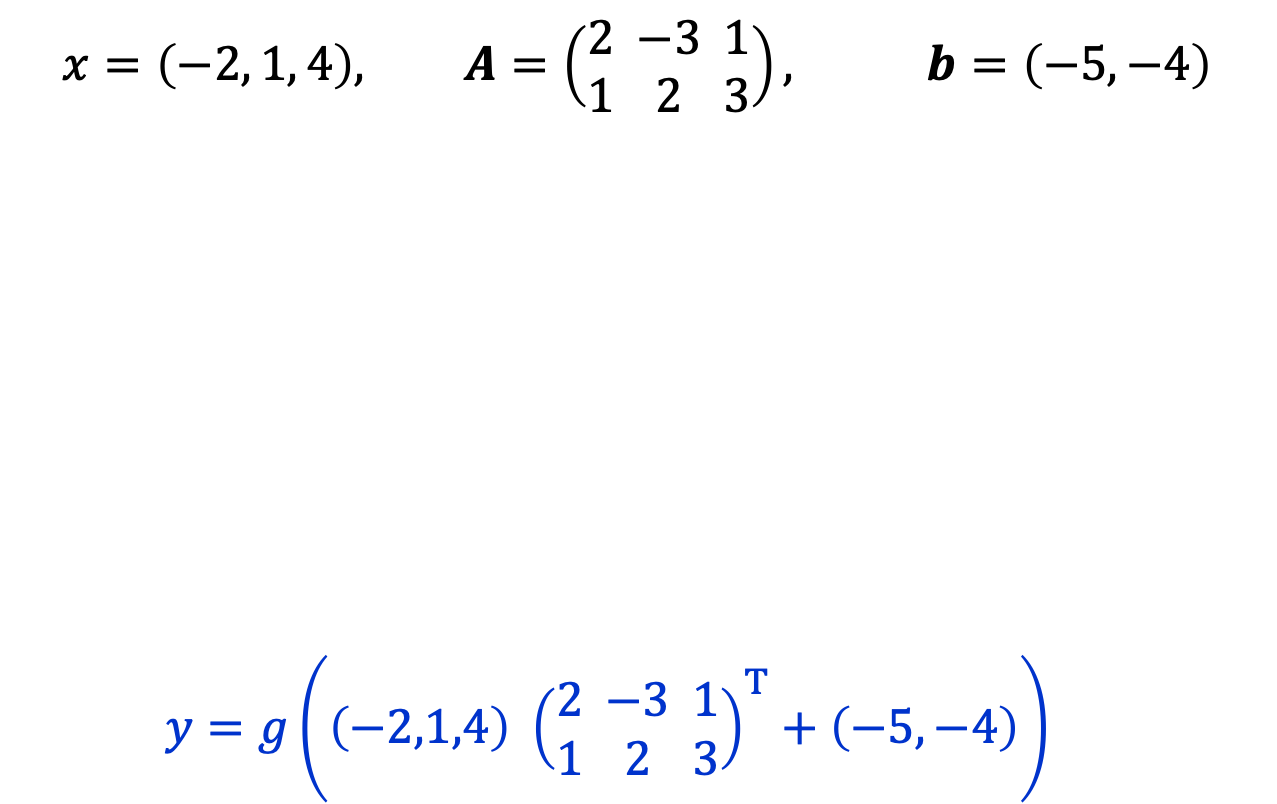 x = (−2, 1, 4), A = (2 −3 1
1 2 3), b = (−5, −4)
y = g((−2,1,4) (2 −3 1
1 2 3)ᵀ + (−5, −4))